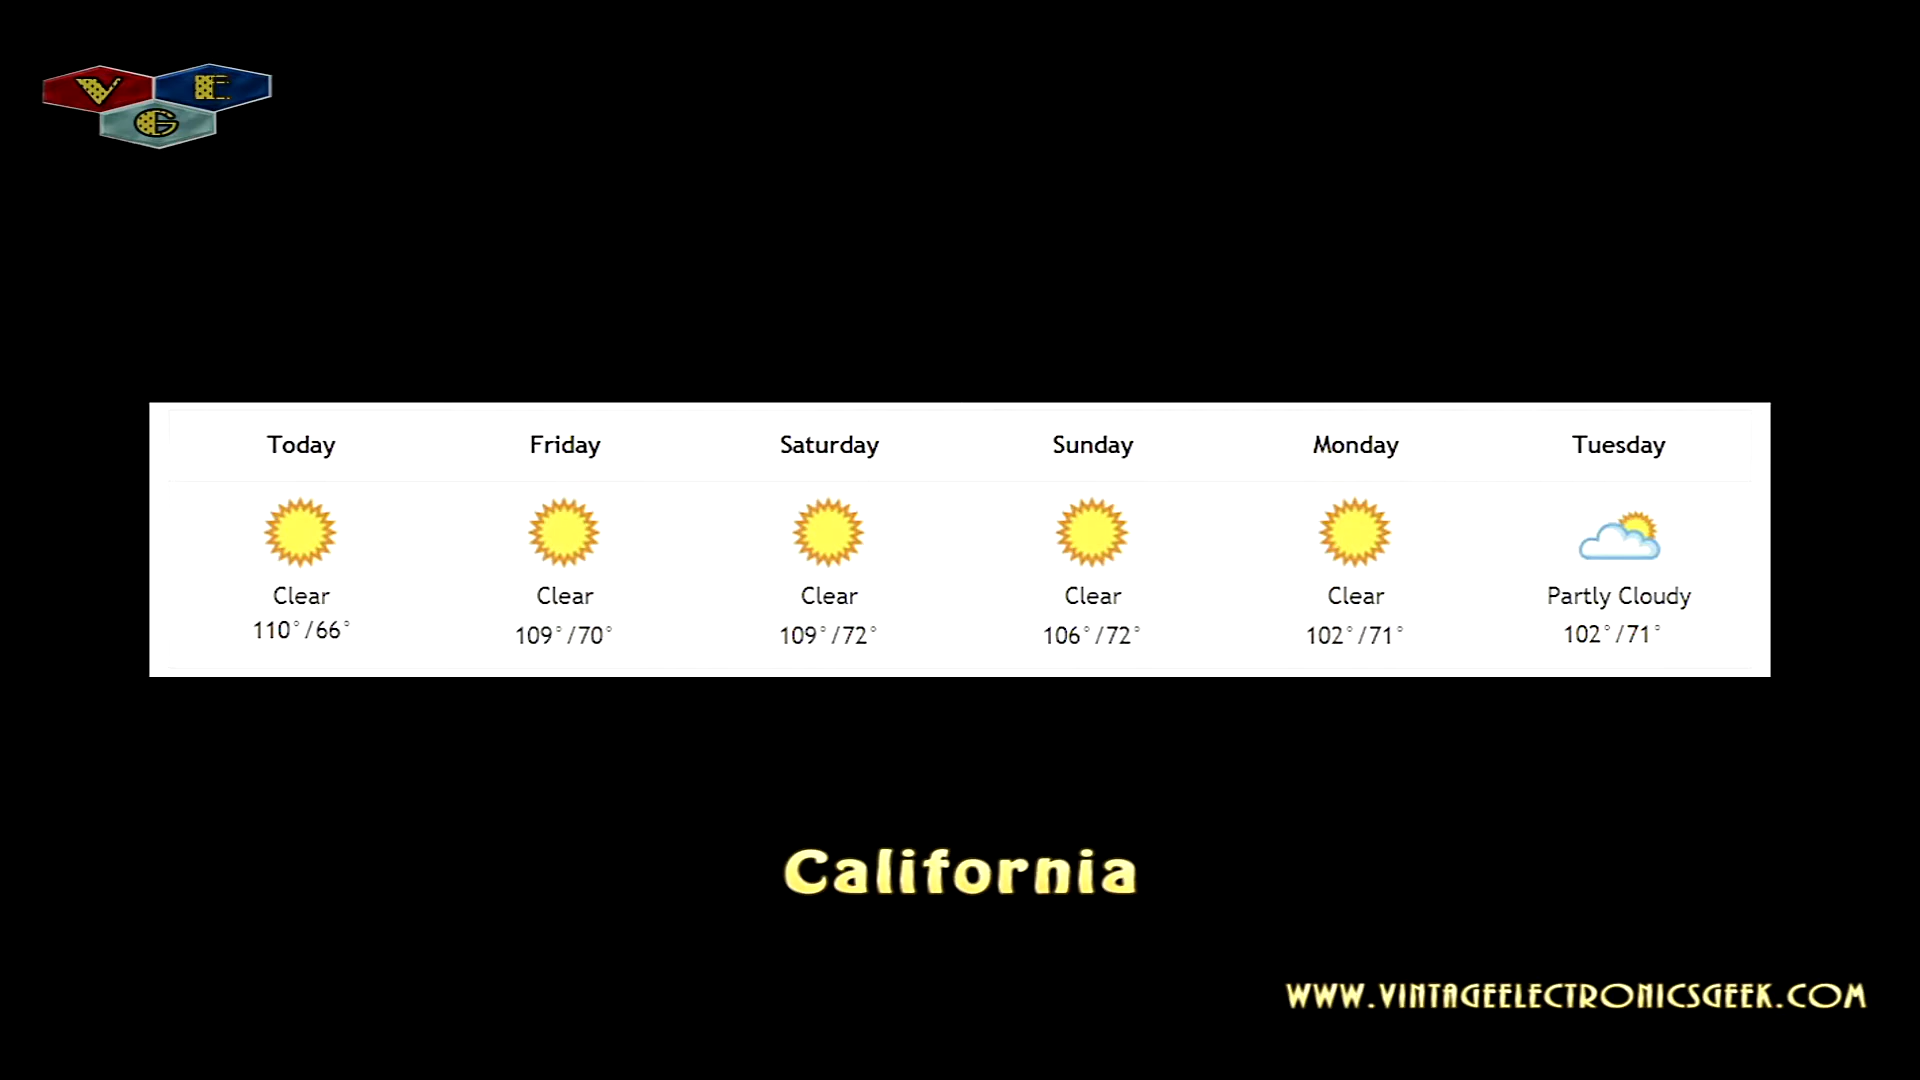 V E
G
Today Friday Saturday Sunday Monday Tuesday
Clear Clear Clear Clear Clear Partly Cloudy
110°/66° 109°/70° 109°/72° 106°/72° 102°/71° 102°/71°
California
WWW.VINTAGEELECTRONICSGEEK.COM